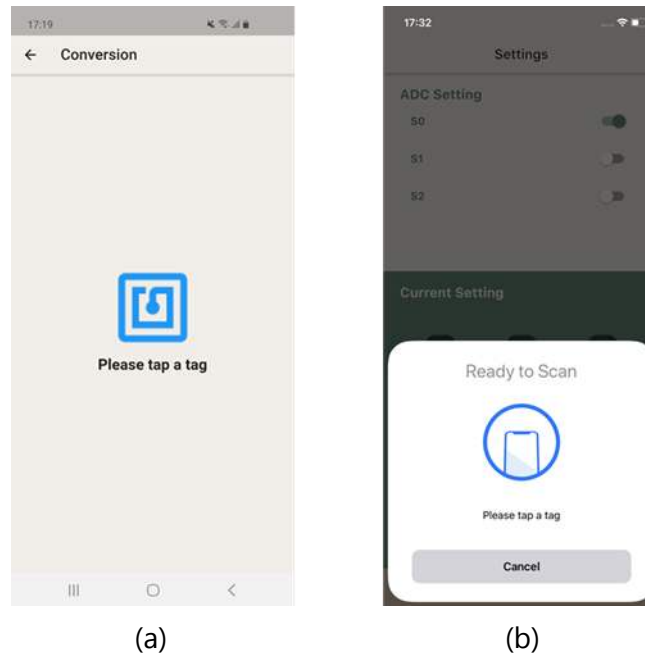 17:19
Conversion
Please tap a tag
(a)
17:32
Settings
ADC Setting
S0
S1
S2
Current Setting
Ready to Scan
Please tap a tag
Cancel
(b)